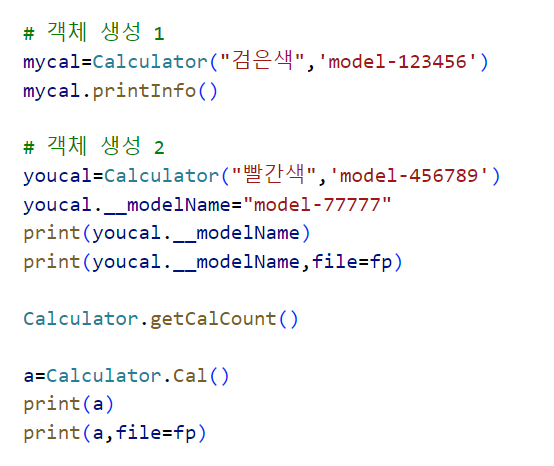 # 객체 생성 1
mycal=Calculator("검은색",'model-123456')
mycal.printInfo()
# 객체 생성 2
youcal=Calculator("빨간색",'model-456789')
youcal.__modelName="model-77777"
print(youcal.__modelName)
print(youcal.__modelName,file=fp)
Calculator.getCalCount()
a=Calculator.Cal()
print(a)
print(a,file=fp)